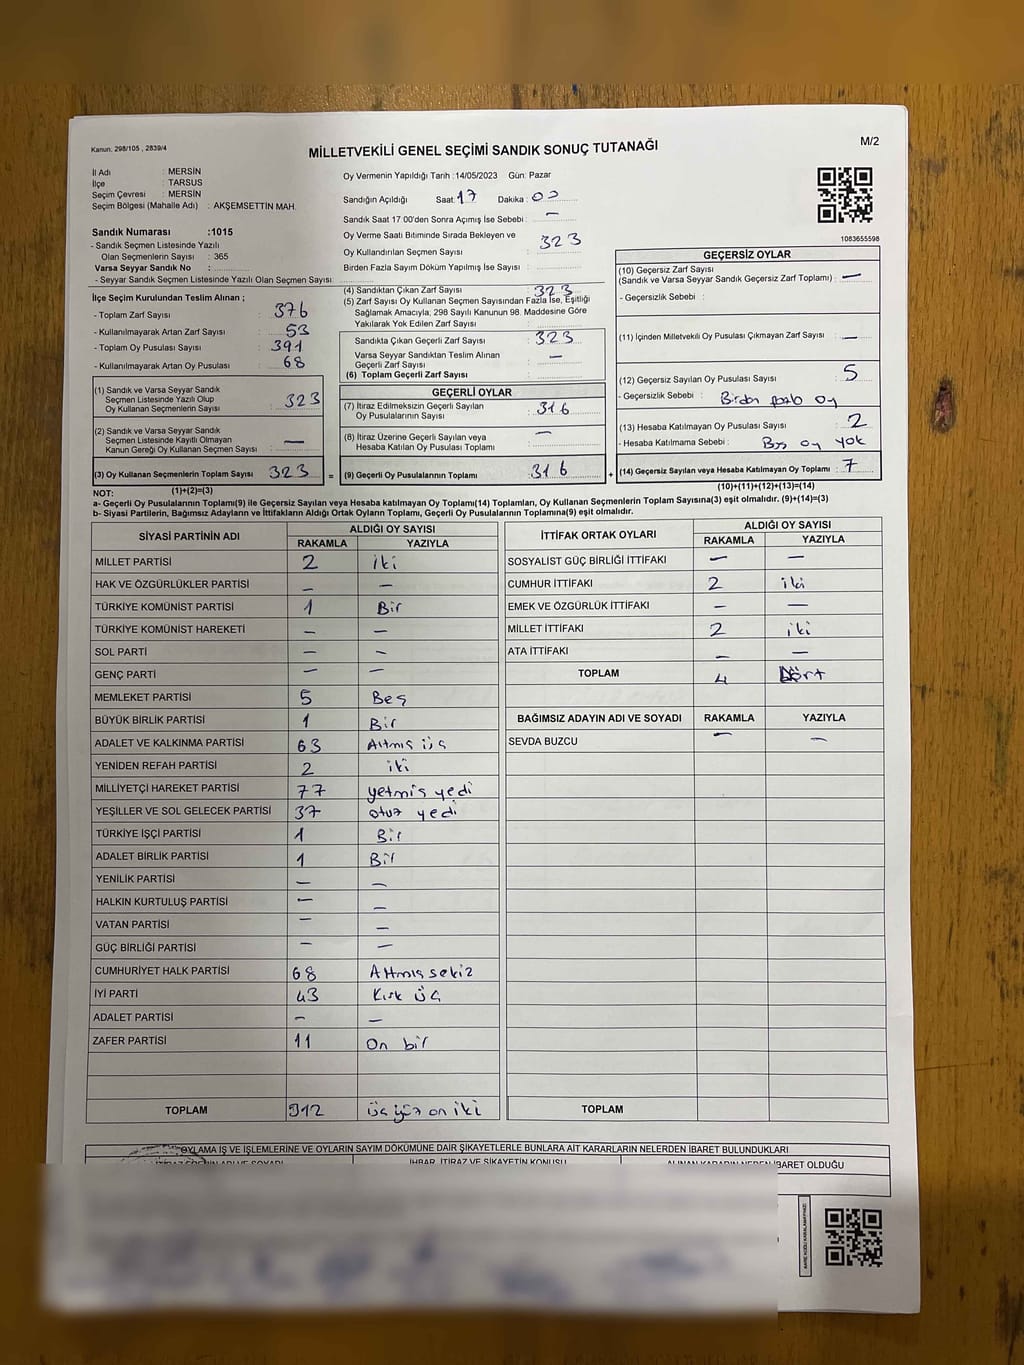 Kanun. 298/105 , 2839/4
M/2
MİLLETVEKİLİ GENEL SEÇİMİ SANDIK SONUÇ TUTANAĞI
İl Adı : MERSİN
İlçe : TARSUS
Seçim Çevresi : MERSİN
Seçim Bölgesi (Mahalle Adı) : AKŞEMSETTİN MAH.
Sandık Numarası :1015
- Sandık Seçmen Listesinde Yazılı
Olan Seçmenlerin Sayısı : 365
Varsa Seyyar Sandık No :
- Seyyar Sandık Seçmen Listesinde Yazılı Olan Seçmen Sayısı:
Oy Vermenin Yapıldığı Tarih :14/05/2023 Gün: Pazar
Sandığın Açıldığı Saat: 17 Dakika : 00
Sandık Saat 17 00'den Sonra Açımış İse Sebebi : —
Oy Verme Saati Bitiminde Sırada Bekleyen ve
Oy Kullandırılan Seçmen Sayısı : 323
Birden Fazla Sayım Döküm Yapılmış İse Sayısı :
1083655598
İlçe Seçim Kurulundan Teslim Alınan ;
- Toplam Zarf Sayısı : 376
- Kullanılmayarak Artan Zarf Sayısı : 53
- Toplam Oy Pusulası Sayısı : 391
- Kullanılmayarak Artan Oy Pusulası : 68
(1) Sandık ve Varsa Seyyar Sandık
Seçmen Listesinde Yazılı Olup
Oy Kullanan Seçmenlerin Sayısı : 323
(2) Sandık ve Varsa Seyyar Sandık
Seçmen Listesinde Kayıtlı Olmayan
Kanun Gereği Oy Kullanan Seçmen Sayısı : —
(3) Oy Kullanan Seçmenlerin Toplam Sayısı : 323
(1)+(2)=(3)
(4) Sandıktan Çıkan Zarf Sayısı : 323
(5) Zarf Sayısı Oy Kullanan Seçmen Sayısından Fazla İse, Eşitliği
Sağlamak Amacıyla; 298 Sayılı Kanunun 98. Maddesine Göre
Yakılarak Yok Edilen Zarf Sayısı :
Sandıkta Çıkan Geçerli Zarf Sayısı : 323
Varsa Seyyar Sandıktan Teslim Alınan
Geçerli Zarf Sayısı : —
(6) Toplam Geçerli Zarf Sayısı :
GEÇERLİ OYLAR
(7) İtiraz Edilmeksizin Geçerli Sayılan
Oy Pusulalarının Sayısı : 316
(8) İtiraz Üzerine Geçerli Sayılan veya
Hesaba Katılan Oy Pusulalarının Toplamı : —
= (9) Geçerli Oy Pusulalarının Toplamı : 316
GEÇERSİZ OYLAR
(10) Geçersiz Zarf Sayısı
(Sandık ve Varsa Seyyar Sandık Geçersiz Zarf Toplamı) : —
- Geçersizlik Sebebi :
(11) İçinden Milletvekili Oy Pusulası Çıkmayan Zarf Sayısı : —
(12) Geçersiz Sayılan Oy Pusulası Sayısı : 5
- Geçersizlik Sebebi : Birden fazla oy
(13) Hesaba Katılmayan Oy Pusulası Sayısı : 2
- Hesaba Katılmama Sebebi : Boş oy yok
+ (14) Geçersiz Sayılan veya Hesaba Katılmayan Oy Toplamı : 7
(10)+(11)+(12)+(13)=(14)
NOT:
a- Geçerli Oy Pusulalarının Toplamı(9) ile Geçersiz Sayılan veya Hesaba katılmayan Oy Toplamı(14) Toplamları, Oy Kullanan Seçmenlerin Toplam Sayısına(3) eşit olmalıdır. (9)+(14)=(3)
b- Siyasi Partilerin, Bağımsız Adayların ve İttifakların Aldığı Ortak Oyların Toplamı, Geçerli Oy Pusulalarının Toplamına(9) eşit olmalıdır.
SİYASİ PARTİNİN ADI ALDIĞI OY SAYISI
RAKAMLA YAZIYLA
MİLLET PARTİSİ 2 iki
HAK VE ÖZGÜRLÜKLER PARTİSİ — —
TÜRKİYE KOMÜNİST PARTİSİ 1 Bir
TÜRKİYE KOMÜNİST HAREKETİ — —
SOL PARTİ — —
GENÇ PARTİ — —
MEMLEKET PARTİSİ 5 Beş
BÜYÜK BİRLİK PARTİSİ 1 Bir
ADALET VE KALKINMA PARTİSİ 63 Altmış üç
YENİDEN REFAH PARTİSİ 2 iki
MİLLİYETÇİ HAREKET PARTİSİ 77 yetmiş yedi
YEŞİLLER VE SOL GELECEK PARTİSİ 37 otuz yedi
TÜRKİYE İŞÇİ PARTİSİ 1 Bir
ADALET BİRLİK PARTİSİ 1 Bir
YENİLİK PARTİSİ — —
HALKIN KURTULUŞ PARTİSİ — —
VATAN PARTİSİ — —
GÜÇ BİRLİĞİ PARTİSİ — —
CUMHURİYET HALK PARTİSİ 68 Altmış sekiz
İYİ PARTİ 43 Kırk üç
ADALET PARTİSİ — —
ZAFER PARTİSİ 11 On bir
TOPLAM 312 üç yüz on iki
İTTİFAK ORTAK OYLARI ALDIĞI OY SAYISI
RAKAMLA YAZIYLA
SOSYALİST GÜÇ BİRLİĞİ İTTİFAKI — —
CUMHUR İTTİFAKI 2 iki
EMEK VE ÖZGÜRLÜK İTTİFAKI — —
MİLLET İTTİFAKI 2 iki
ATA İTTİFAKI — —
TOPLAM 4 Dört
BAĞIMSIZ ADAYIN ADI VE SOYADI RAKAMLA YAZIYLA
SEVDA BUZCU — —
TOPLAM
OYLAMA İŞ VE İŞLEMLERİNE VE OYLARIN SAYIM DÖKÜMÜNE DAİR ŞİKAYETLERLE BUNLARA AİT KARARLARIN NELERDEN İBARET BULUNDUKLARI
İHBAR, İTİRAZ VE ŞİKAYETİN KONUSU
ALINAN KARARIN NEDEN İBARET OLDUĞU